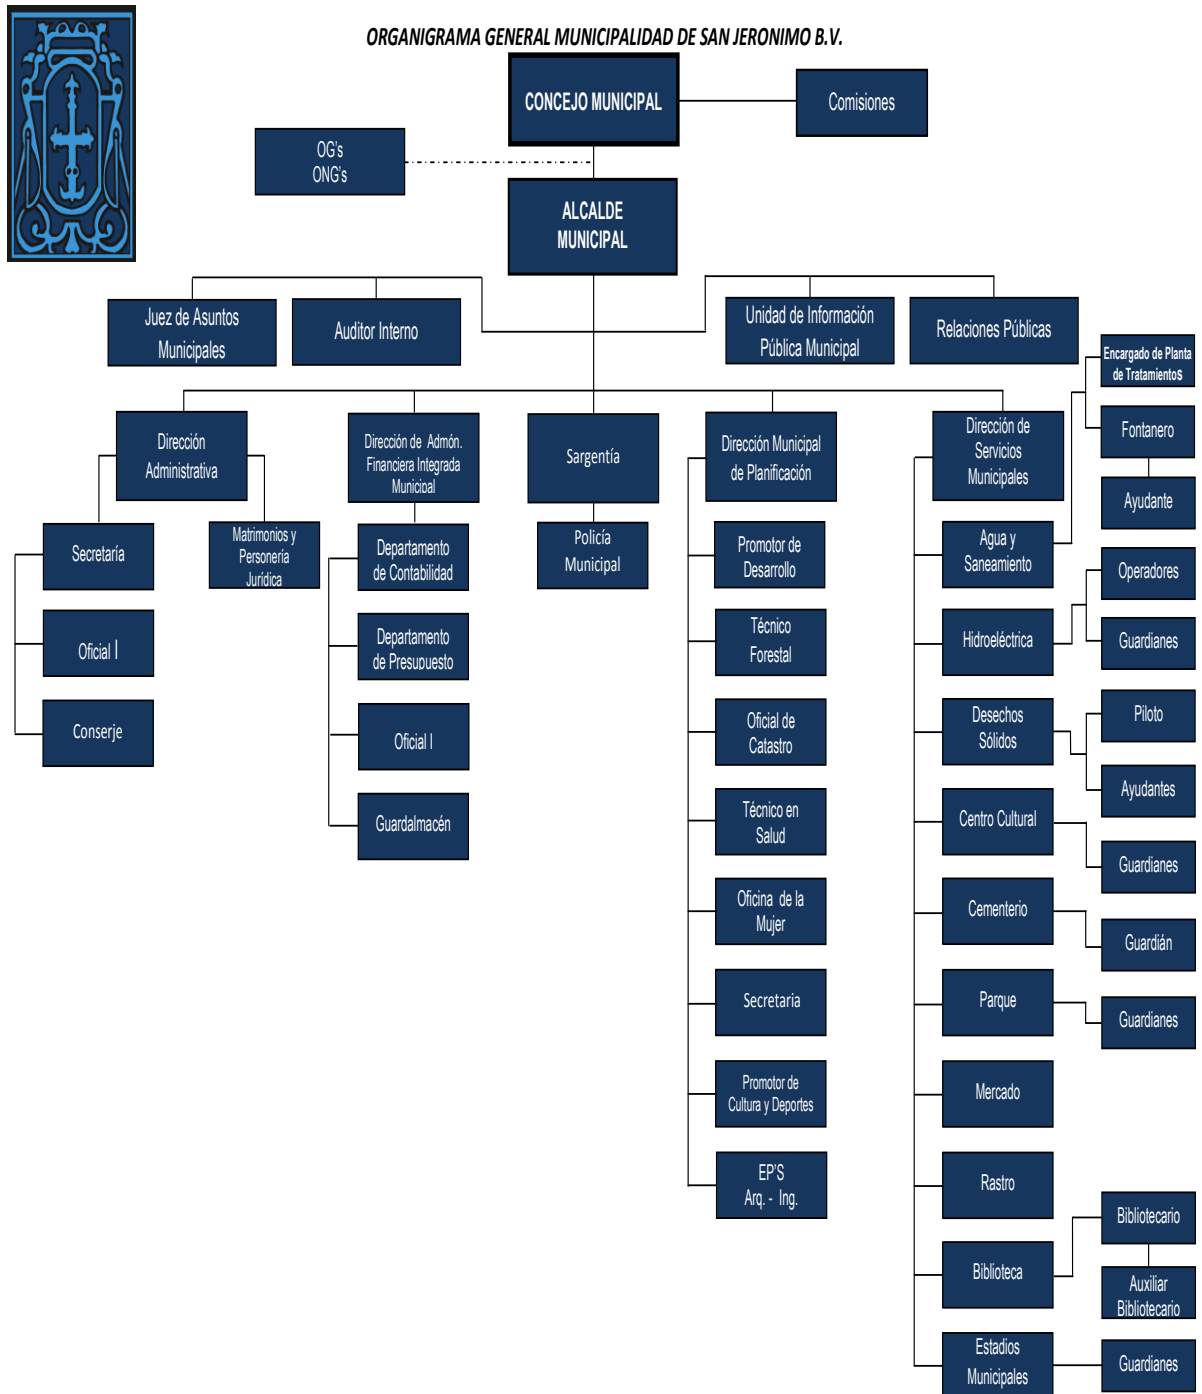 ORGANIGRAMA GENERAL MUNICIPALIDAD DE SAN JERONIMO B.V.
CONCEJO MUNICIPAL
Comisiones
OG's
ONG's
ALCALDE
MUNICIPAL
Juez de Asuntos
Municipales
Auditor Interno
Unidad de Información
Pública Municipal
Relaciones Públicas
Encargado de Planta
de Tratamientos
Fontanero
Ayudante
Dirección
Administrativa
Dirección de Admón.
Financiera Integrada
Municipal
Sargentía
Dirección Municipal
de Planificación
Dirección de
Servicios
Municipales
Secretaría
Matrimonios y
Personería
Jurídica
Oficial I
Conserje
Departamento
de Contabilidad
Departamento
de Presupuesto
Oficial I
Guardalmacén
Policía
Municipal
Promotor de
Desarrollo
Técnico
Forestal
Oficial de
Catastro
Técnico en
Salud
Oficina de la
Mujer
Secretaria
Promotor de
Cultura y Deportes
EP'S
Arq. - Ing.
Agua y
Saneamiento
Hidroeléctrica
Operadores
Guardianes
Desechos
Sólidos
Piloto
Ayudantes
Centro Cultural
Guardianes
Cementerio
Guardián
Parque
Guardianes
Mercado
Rastro
Biblioteca
Bibliotecario
Auxiliar
Bibliotecario
Estadios
Municipales
Guardianes